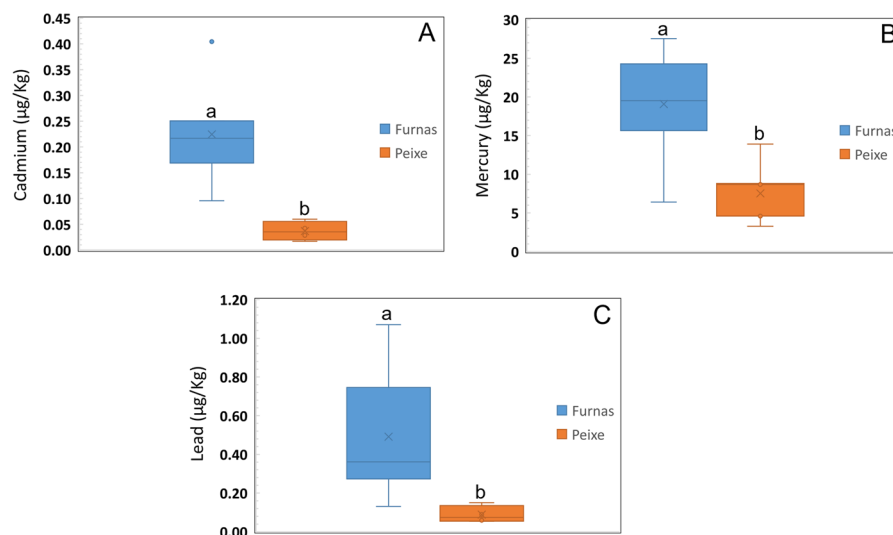 A
Cadmium (µg/Kg)
0.45
0.40
0.35
0.30
0.25
0.20
0.15
0.10
0.05
0.00
a
b
Furnas
Peixe
B
Mercury (µg/Kg)
30
25
20
15
10
5
0
a
b
Furnas
Peixe
C
Lead (µg/Kg)
1.20
1.00
0.80
0.60
0.40
0.20
0.00
a
b
Furnas
Peixe